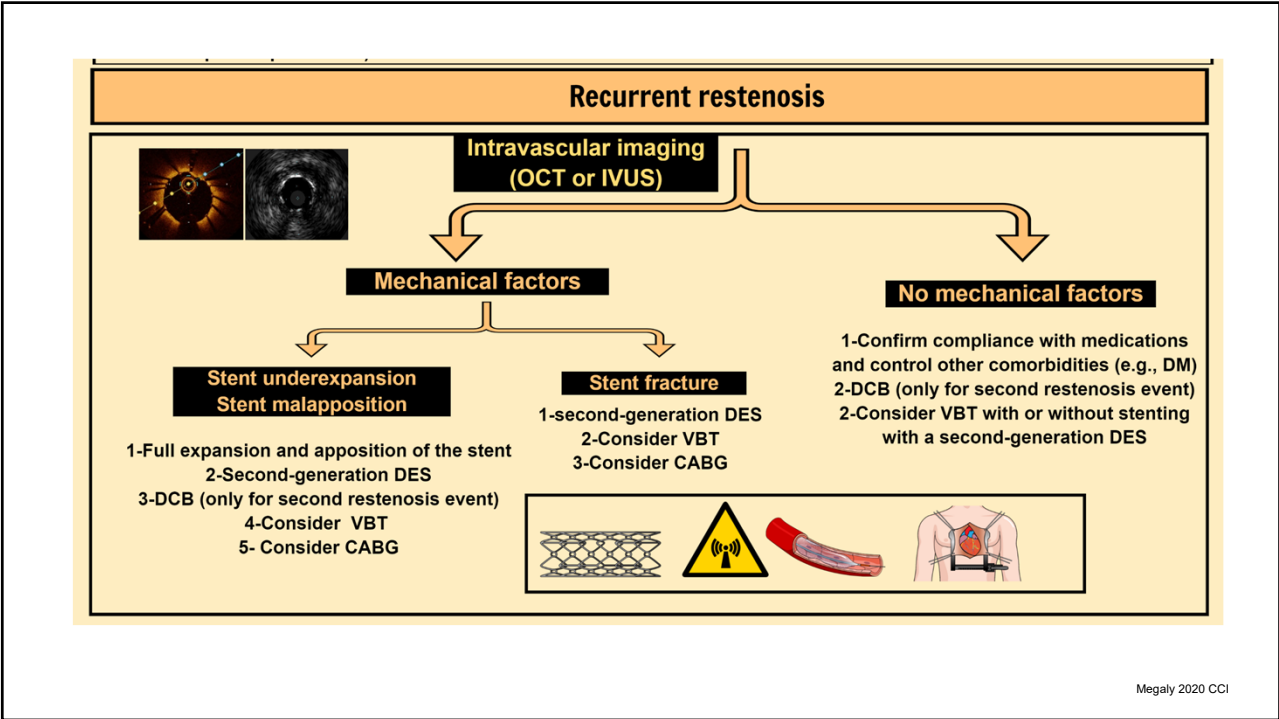 Recurrent restenosis
Intravascular imaging
(OCT or IVUS)
Mechanical factors
No mechanical factors
Stent underexpansion
Stent malapposition
1-Full expansion and apposition of the stent
2-Second-generation DES
3-DCB (only for second restenosis event)
4-Consider VBT
5- Consider CABG
Stent fracture
1-second-generation DES
2-Consider VBT
3-Consider CABG
1-Confirm compliance with medications
and control other comorbidities (e.g., DM)
2-DCB (only for second restenosis event)
2-Consider VBT with or without stenting
with a second-generation DES
Megaly 2020 CCI